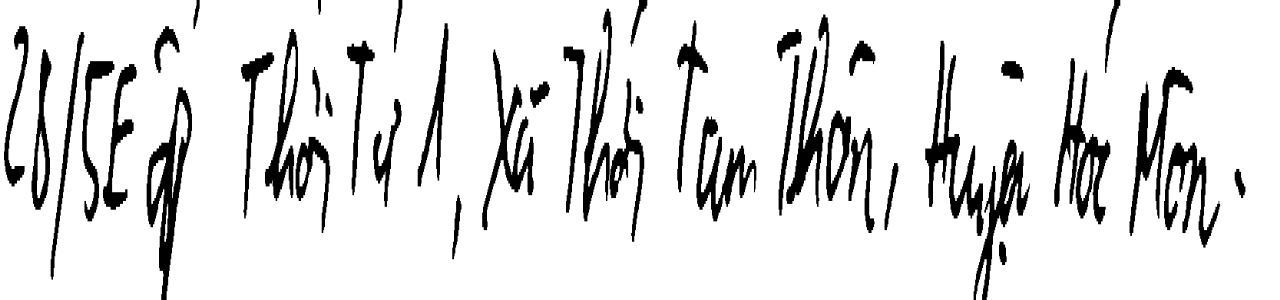 28/5E ấp Thới Tứ 1, Xã Thới Tam Thôn, Huyện Hóc Môn.